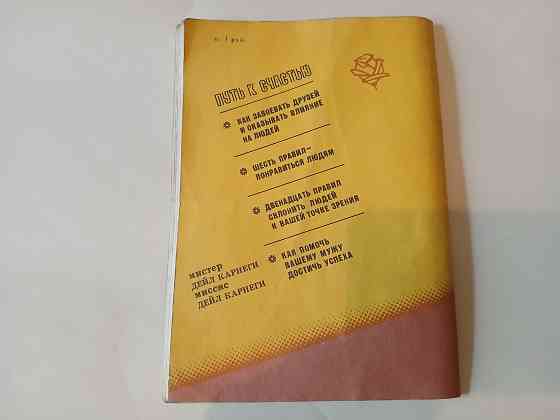 ПУТЬ К СЧАСТЬЮ
КАК ЗАВОЕВАТЬ ДРУЗЕЙ
И ОКАЗЫВАТЬ ВЛИЯНИЕ
НА ЛЮДЕЙ
ШЕСТЬ ПРАВИЛ—
ПОНРАВИТЬСЯ ЛЮДЯМ
ДВЕНАДЦАТЬ ПРАВИЛ
СКЛОНИТЬ ЛЮДЕЙ
К ВАШЕЙ ТОЧКЕ ЗРЕНИЯ
КАК ПОМОЧЬ
ВАШЕМУ МУЖУ
ДОСТИЧЬ УСПЕХА
мистер
ДЕЙЛ КАРНЕГИ
миссис
ДЕЙЛ КАРНЕГИ